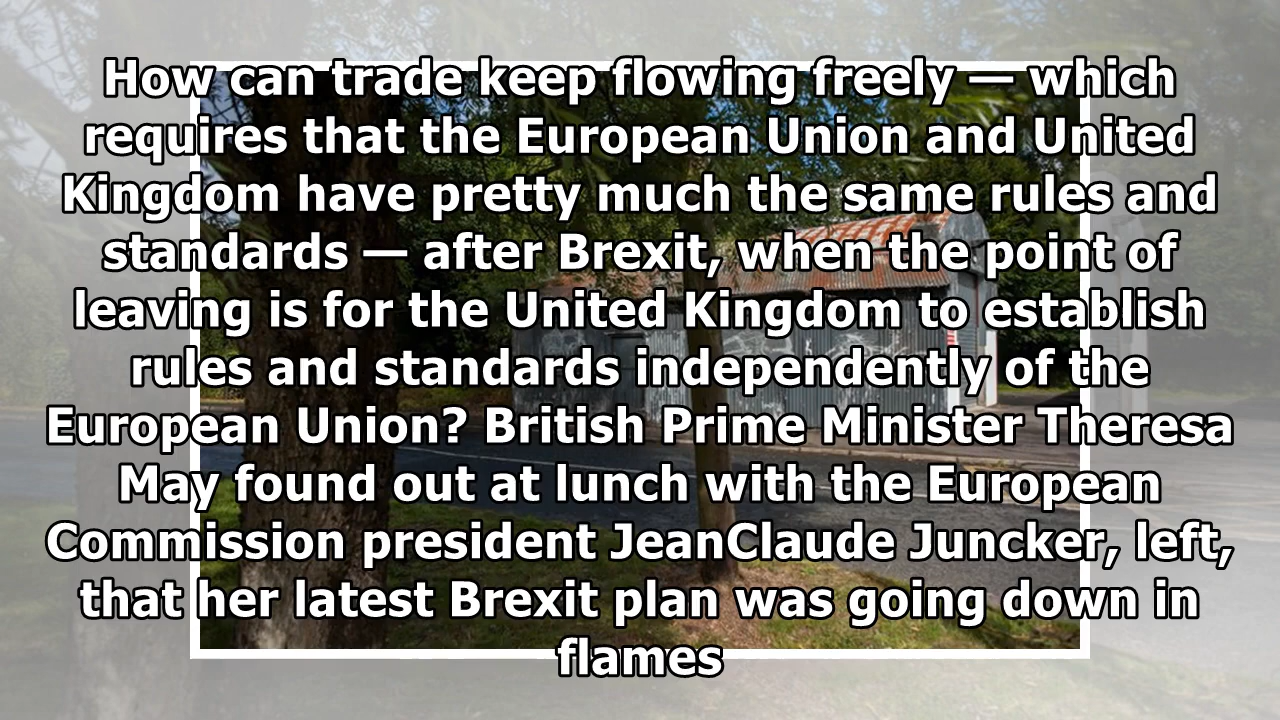 How can trade keep flowing freely — which
requires that the European Union and United
Kingdom have pretty much the same rules and
standards — after Brexit, when the point of
leaving is for the United Kingdom to establish
rules and standards independently of the
European Union? British Prime Minister Theresa
May found out at lunch with the European
Commission president JeanClaude Juncker, left,
that her latest Brexit plan was going down in
flames